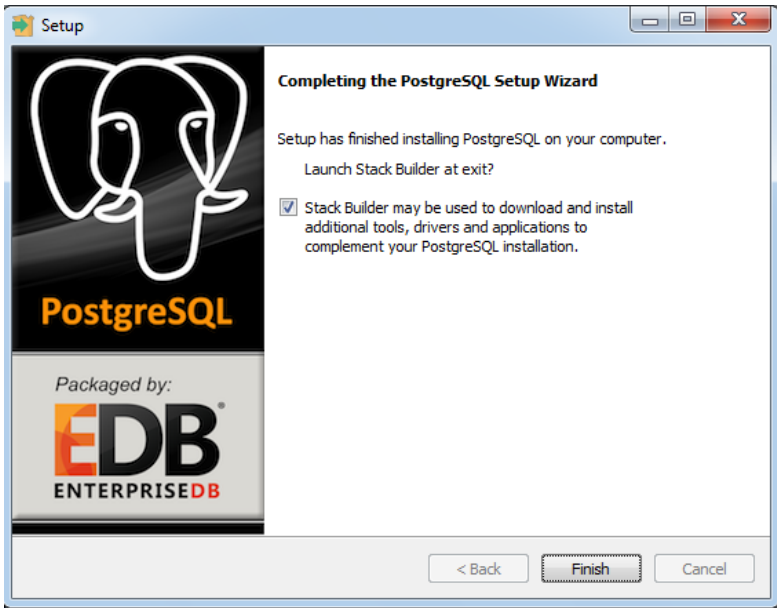 Setup
Completing the PostgreSQL Setup Wizard
Setup has finished installing PostgreSQL on your computer.
Launch Stack Builder at exit?
Stack Builder may be used to download and install
additional tools, drivers and applications to
complement your PostgreSQL installation.
PostgreSQL
Packaged by:
EDB
ENTERPRISEDB
< Back
Finish
Cancel